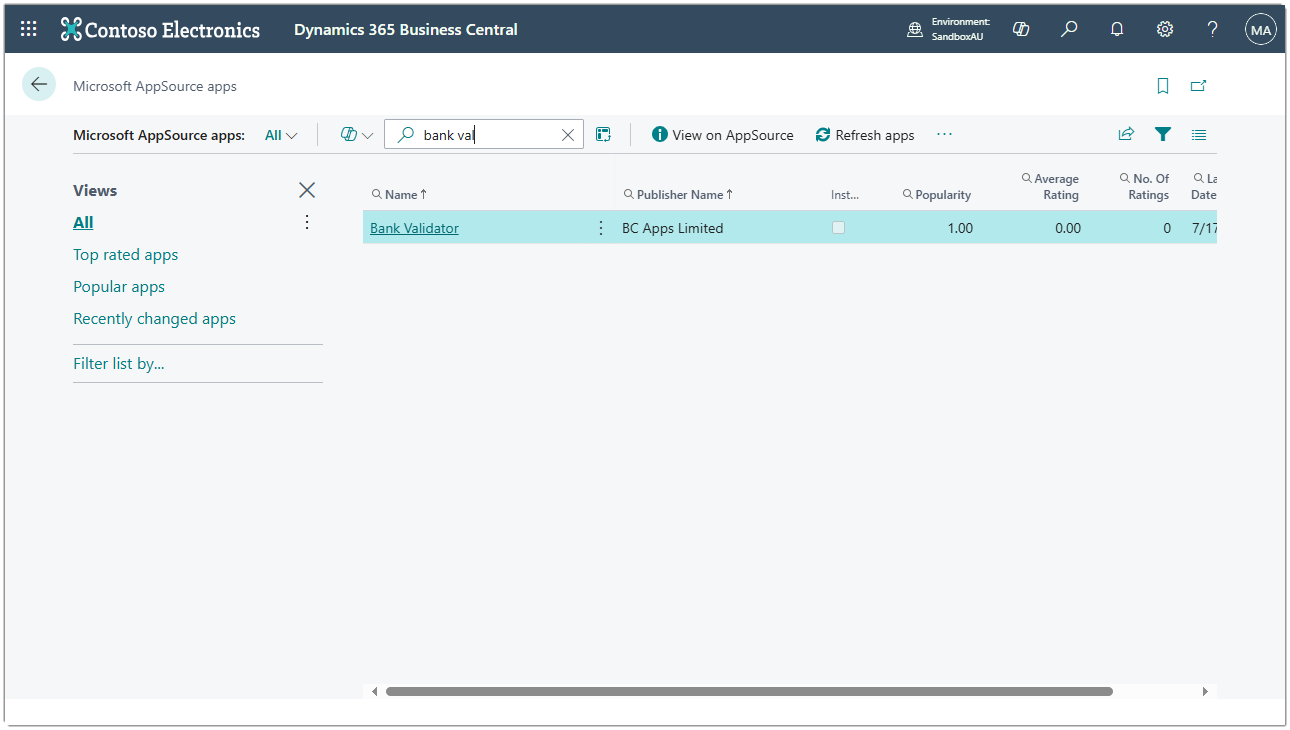 Contoso Electronics
Dynamics 365 Business Central
Environment:
SandboxAU
?
MA
Microsoft AppSource apps
Microsoft AppSource apps: All
bank val
View on AppSource
Refresh apps
...
Views
All
Top rated apps
Popular apps
Recently changed apps
Filter list by...
Name ↑
Publisher Name ↑
Inst...
Popularity
Average
Rating
No. Of
Ratings
La
Date
Bank Validator BC Apps Limited 1.00 0.00 0 7/17